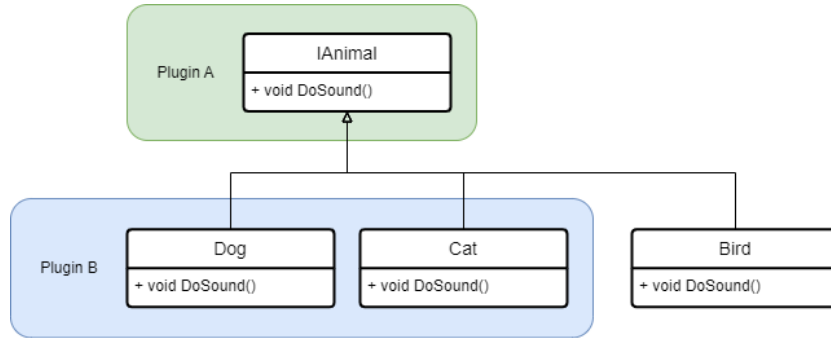 IAnimal
Plugin A
+ void DoSound()
Dog
Cat
Bird
Plugin B
+ void DoSound()
+ void DoSound()
+ void DoSound()